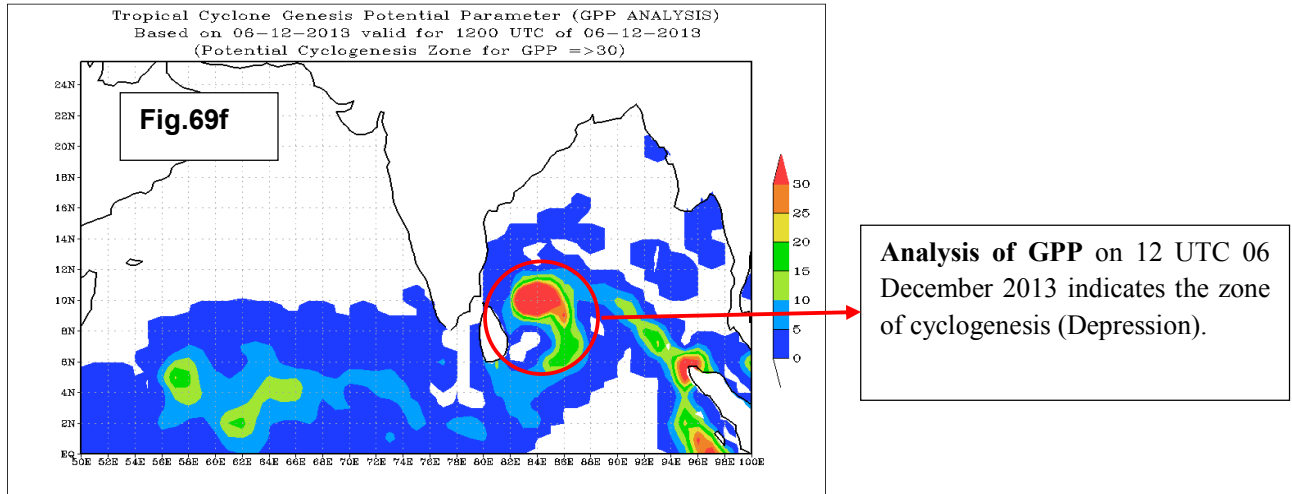 Tropical Cyclone Genesis Potential Parameter (GPP ANALYSIS)
Based on 06-12-2013 valid for 1200 UTC of 06-12-2013
(Potential Cyclogenesis Zone for GPP =>30)
Fig.69f
24N
22N
20N
18N
16N
14N
12N
10N
8N
6N
4N
2N
EQ
50E 52E 54E 56E 58E 60E 62E 64E 66E 68E 70E 72E 74E 76E 78E 80E 82E 84E 86E 88E 90E 92E 94E 96E 98E 100E
30
25
20
15
10
5
0
Analysis of GPP on 12 UTC 06
December 2013 indicates the zone
of cyclogenesis (Depression).